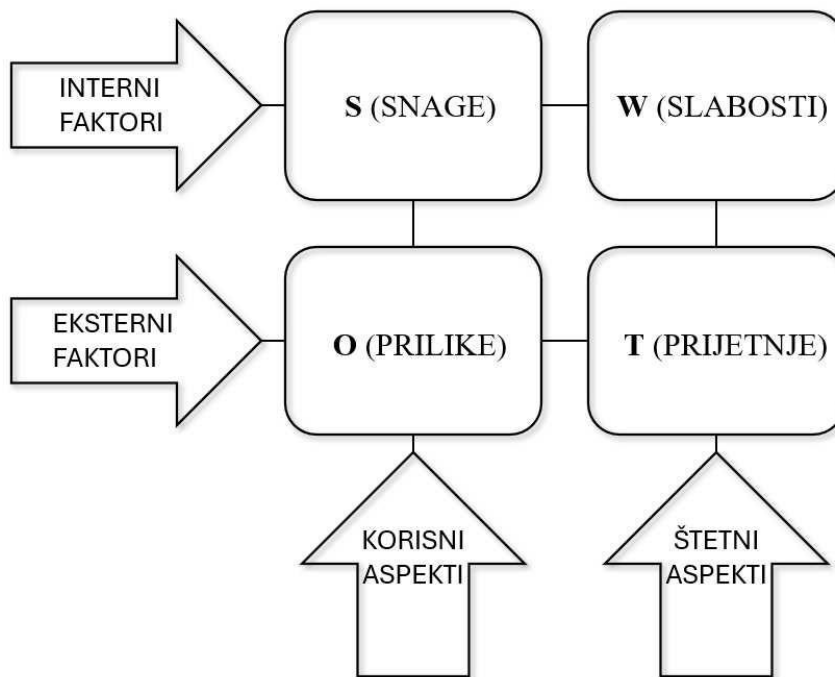 INTERNI
FAKTORI
S (SNAGE)
W (SLABOSTI)
EKSTERNI
FAKTORI
O (PRILIKE)
T (PRIJETNJE)
KORISNI
ASPEKTI
ŠTETNI
ASPEKTI